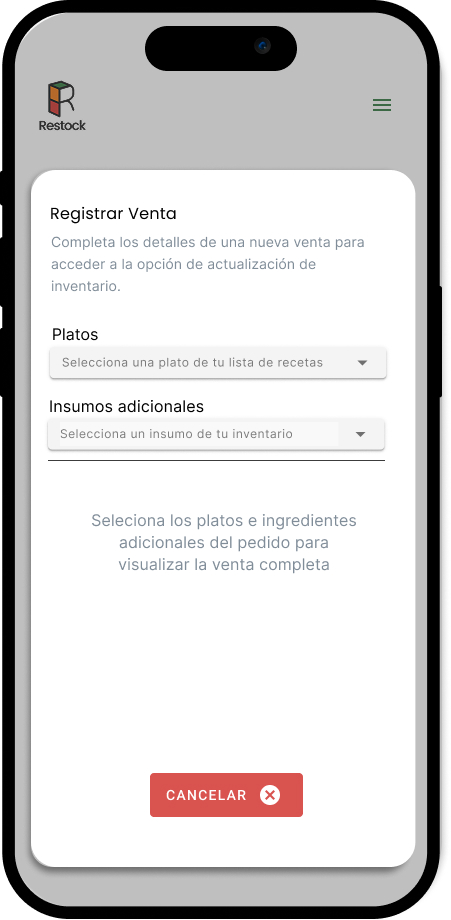 Restock
Registrar Venta
Completa los detalles de una nueva venta para
acceder a la opción de actualización de
inventario.
Platos
Selecciona una plato de tu lista de recetas
Insumos adicionales
Selecciona un insumo de tu inventario
Seleciona los platos e ingredientes
adicionales del pedido para
visualizar la venta completa
CANCELAR